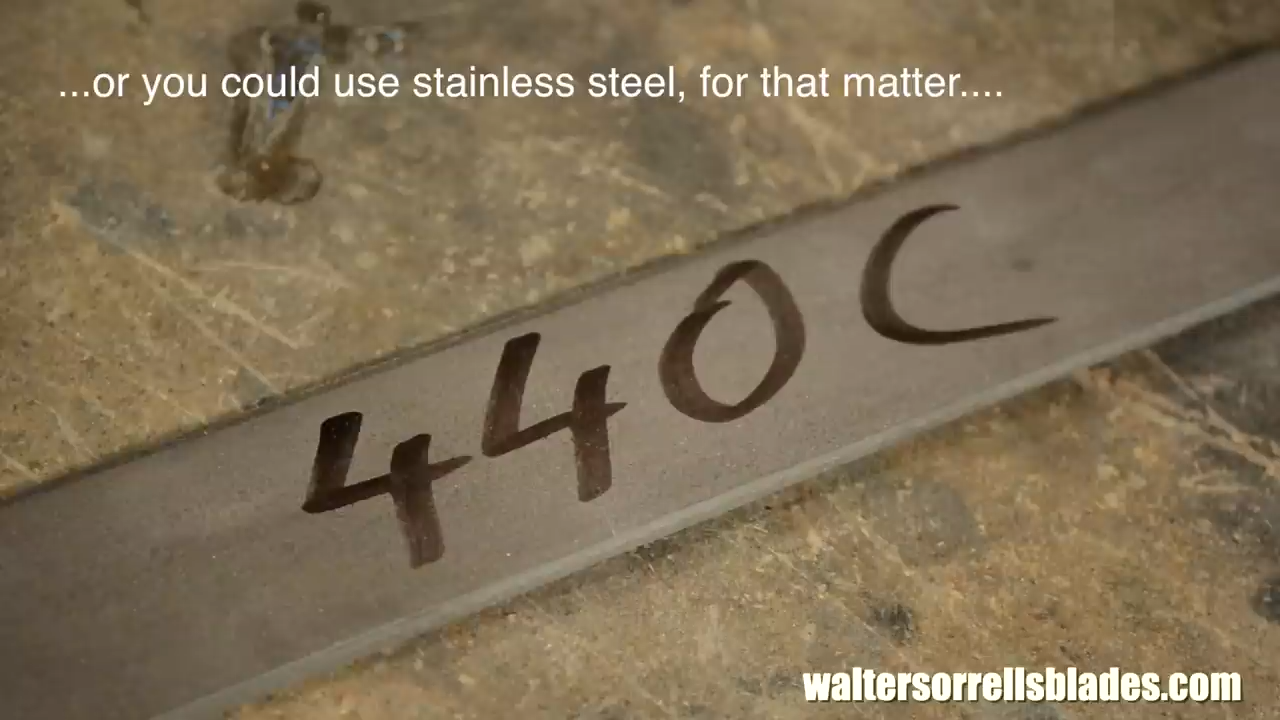 ...or you could use stainless steel, for that matter....
440C
waltersorrellsblades.com